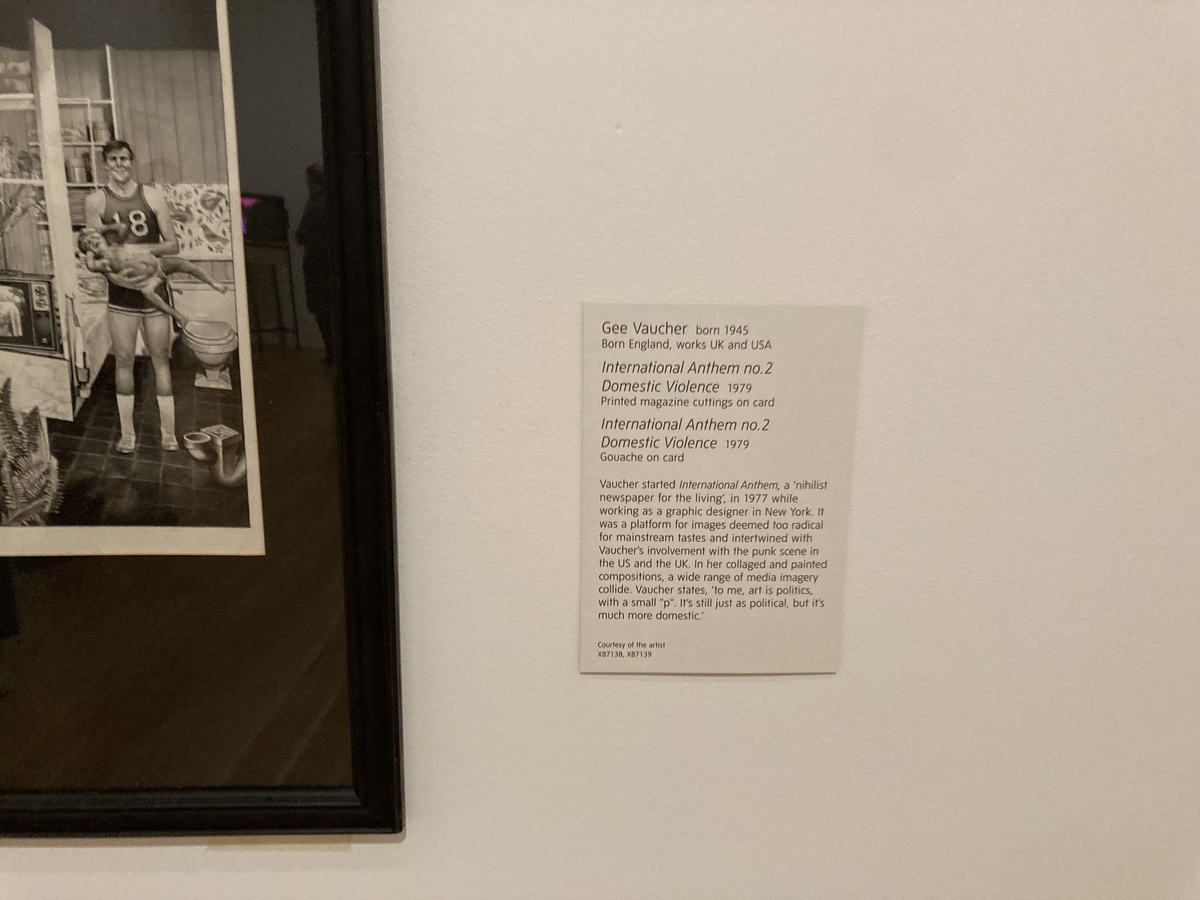 18
Gee Vaucher born 1945
Born England, works UK and USA
International Anthem no.2
Domestic Violence 1979
Printed magazine cuttings on card
International Anthem no.2
Domestic Violence 1979
Gouache on card
Vaucher started International Anthem, a ‘nihilist
newspaper for the living’, in 1977 while
working as a graphic designer in New York. It
was a platform for images deemed too radical
for mainstream tastes and intertwined with
Vaucher’s involvement with the punk scene in
the US and the UK. In her collaged and painted
compositions, a wide range of media imagery
collide. Vaucher states, ‘to me, art is politics,
with a small "p". It’s still just as political, but it’s
much more domestic.’
Courtesy of the artist
X87138, X87139